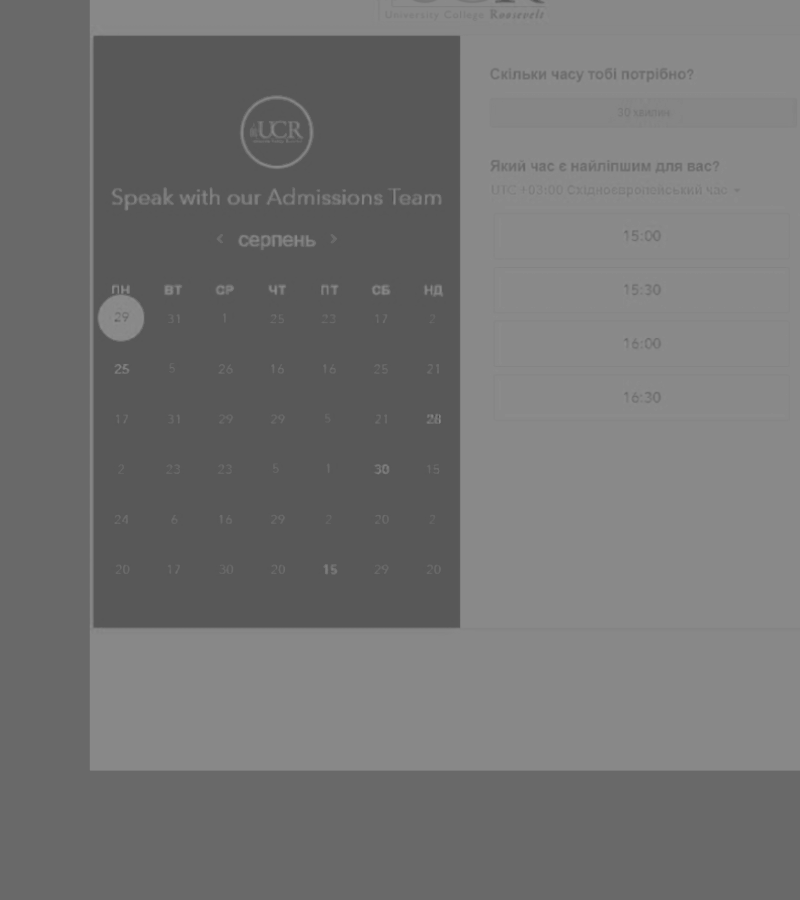 University College Roosevelt
UCR
Speak with our Admissions Team
серпень
ПН ВТ СР ЧТ ПТ СБ НД
29 31 1 25 23 17 2
25 5 26 16 16 25 21
17 31 29 29 5 21 28
2 23 23 5 1 30 15
24 6 16 29 2 20 2
20 17 30 20 15 29 20
Скільки часу тобі потрібно?
30 хвилин
Який час є найліпшим для вас?
UTC +03:00 Східноєвропейський час
15:00
15:30
16:00
16:30